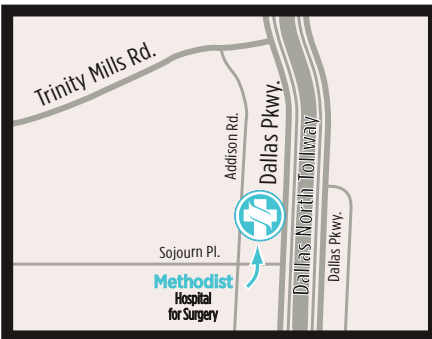 Trinity Mills Rd.
Addison Rd.
Dallas Pkwy.
Dallas North Tollway
Dallas Pkwy.
Sojourn Pl.
Methodist
Hospital
for Surgery